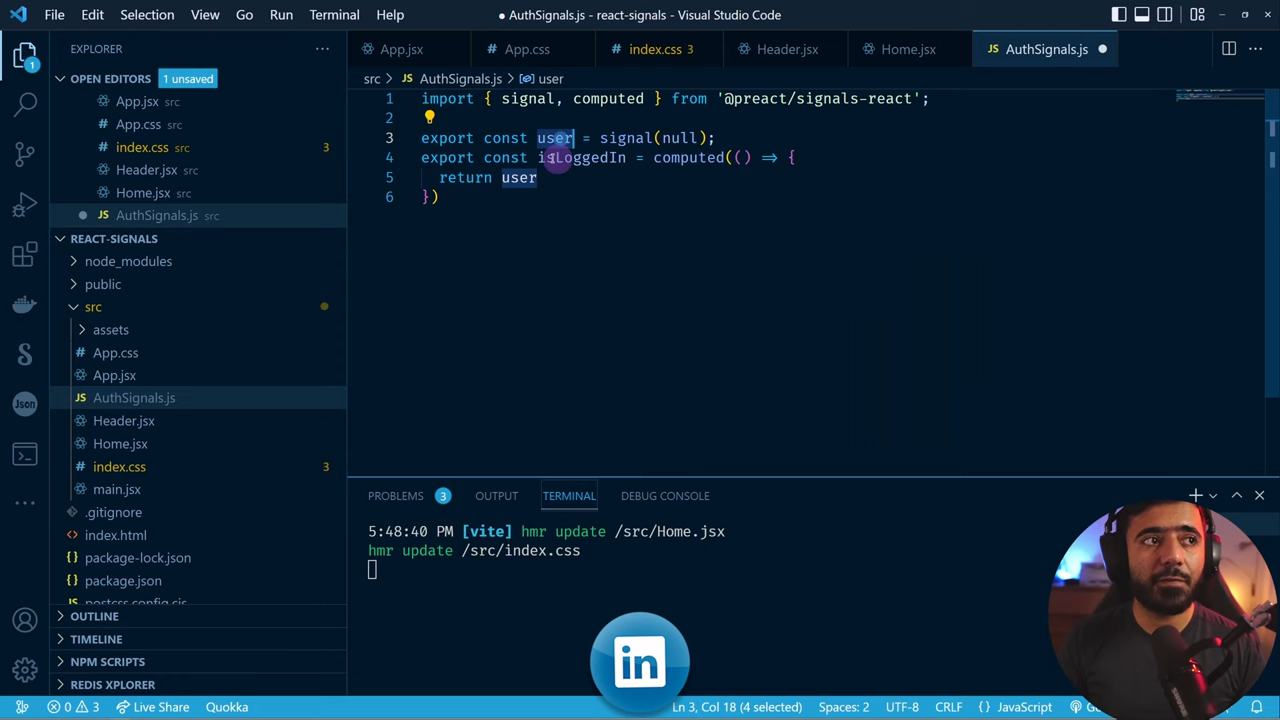 File Edit Selection View Go Run Terminal Help
● AuthSignals.js - react-signals - Visual Studio Code
EXPLORER
OPEN EDITORS 1 unsaved
App.jsx src
# App.css src
# index.css src 3
Header.jsx src
Home.jsx src
● JS AuthSignals.js src
REACT-SIGNALS
node_modules
public
src
assets
# App.css
App.jsx
JS AuthSignals.js
Header.jsx
Home.jsx
# index.css 3
main.jsx
.gitignore
index.html
{} package-lock.json
{} package.json
postcss.config.cjs
OUTLINE
TIMELINE
NPM SCRIPTS
REDIS XPLORER
1
Json
App.jsx
# App.css
# index.css 3
Header.jsx
Home.jsx
JS AuthSignals.js ●
src > JS AuthSignals.js > user
1 import { signal, computed } from '@preact/signals-react';
2
3 export const user = signal(null);
4 export const isLoggedIn = computed(() => {
5 return user
6 })
PROBLEMS 3 OUTPUT TERMINAL DEBUG CONSOLE
5:48:40 PM [vite] hmr update /src/Home.jsx
hmr update /src/index.css
in
0 3 Live Share Quokka
Ln 3, Col 18 (4 selected) Spaces: 2 UTF-8 CRLF {} JavaScript